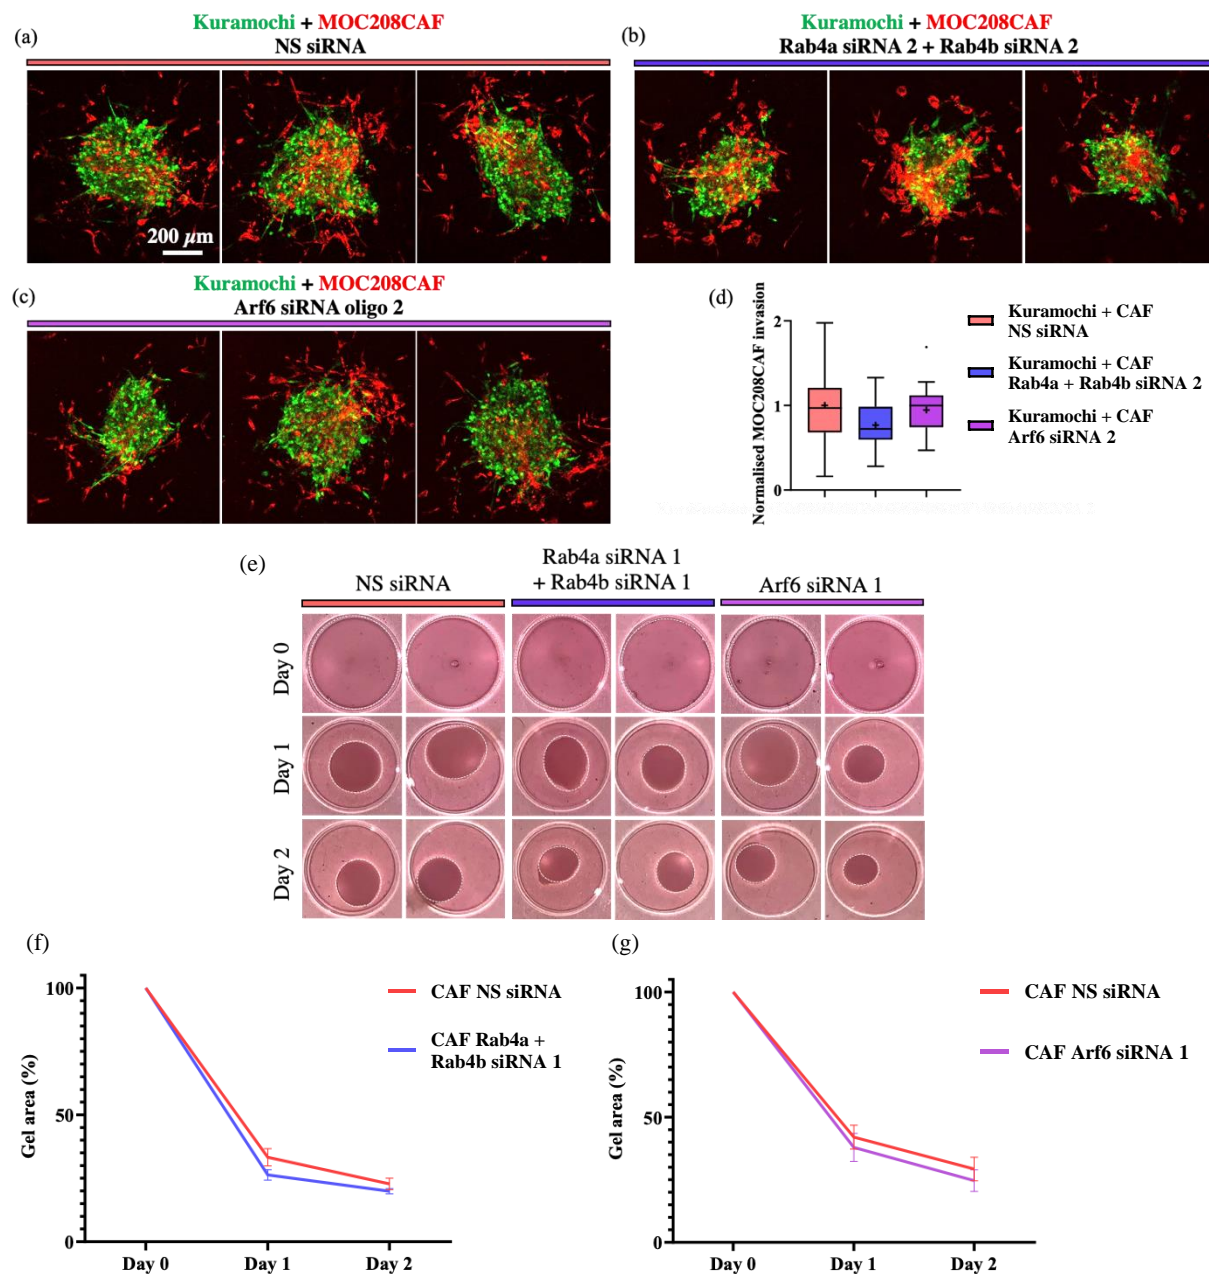 (a)
Kuramochi + MOC208CAF
NS siRNA
200 µm
(b)
Kuramochi + MOC208CAF
Rab4a siRNA 2 + Rab4b siRNA 2
(c)
Kuramochi + MOC208CAF
Arf6 siRNA oligo 2
(d)
Normalised MOC208CAF invasion
2
1
0
Kuramochi + CAF
NS siRNA
Kuramochi + CAF
Rab4a + Rab4b siRNA 2
Kuramochi + CAF
Arf6 siRNA 2
(e)
NS siRNA
Rab4a siRNA 1
+ Rab4b siRNA 1
Arf6 siRNA 1
Day 0
Day 1
Day 2
(f)
Gel area (%)
100
50
0
Day 0
Day 1
Day 2
CAF NS siRNA
CAF Rab4a +
Rab4b siRNA 1
(g)
Gel area (%)
100
50
0
Day 0
Day 1
Day 2
CAF NS siRNA
CAF Arf6 siRNA 1